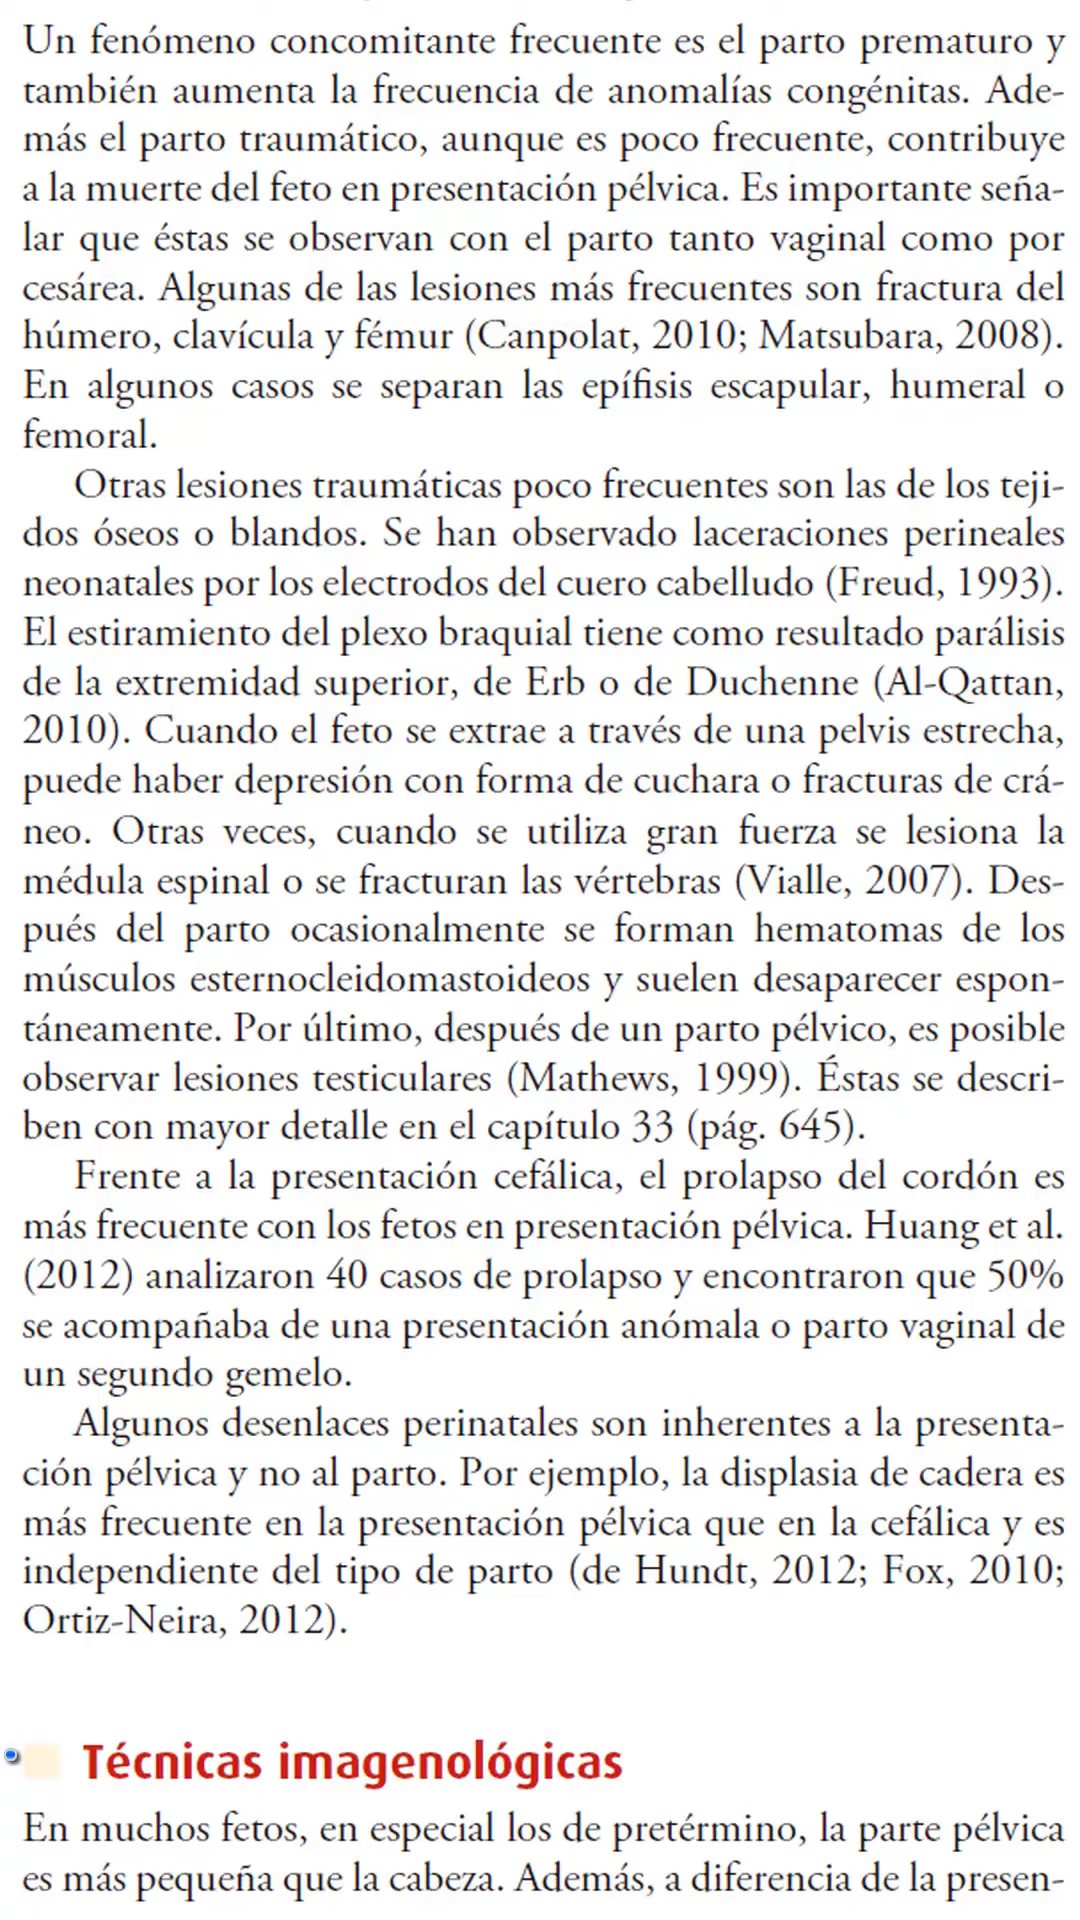 Un fenómeno concomitante frecuente es el parto prematuro y
también aumenta la frecuencia de anomalías congénitas. Ade-
más el parto traumático, aunque es poco frecuente, contribuye
a la muerte del feto en presentación pélvica. Es importante seña-
lar que éstas se observan con el parto tanto vaginal como por
cesárea. Algunas de las lesiones más frecuentes son fractura del
húmero, clavícula y fémur (Canpolat, 2010; Matsubara, 2008).
En algunos casos se separan las epífisis escapular, humeral o
femoral.
Otras lesiones traumáticas poco frecuentes son las de los teji-
dos óseos o blandos. Se han observado laceraciones perineales
neonatales por los electrodos del cuero cabelludo (Freud, 1993).
El estiramiento del plexo braquial tiene como resultado parálisis
de la extremidad superior, de Erb o de Duchenne (Al-Qattan,
2010). Cuando el feto se extrae a través de una pelvis estrecha,
puede haber depresión con forma de cuchara o fracturas de crá-
neo. Otras veces, cuando se utiliza gran fuerza se lesiona la
médula espinal o se fracturan las vértebras (Vialle, 2007). Des-
pués del parto ocasionalmente se forman hematomas de los
músculos esternocleidomastoideos y suelen desaparecer espon-
táneamente. Por último, después de un parto pélvico, es posible
observar lesiones testiculares (Mathews, 1999). Éstas se descri-
ben con mayor detalle en el capítulo 33 (pág. 645).
Frente a la presentación cefálica, el prolapso del cordón es
más frecuente con los fetos en presentación pélvica. Huang et al.
(2012) analizaron 40 casos de prolapso y encontraron que 50%
se acompañaba de una presentación anómala o parto vaginal de
un segundo gemelo.
Algunos desenlaces perinatales son inherentes a la presenta-
ción pélvica y no al parto. Por ejemplo, la displasia de cadera es
más frecuente en la presentación pélvica que en la cefálica y es
independiente del tipo de parto (de Hundt, 2012; Fox, 2010;
Ortiz-Neira, 2012).
Técnicas imagenológicas
En muchos fetos, en especial los de pretérmino, la parte pélvica
es más pequeña que la cabeza. Además, a diferencia de la presen-